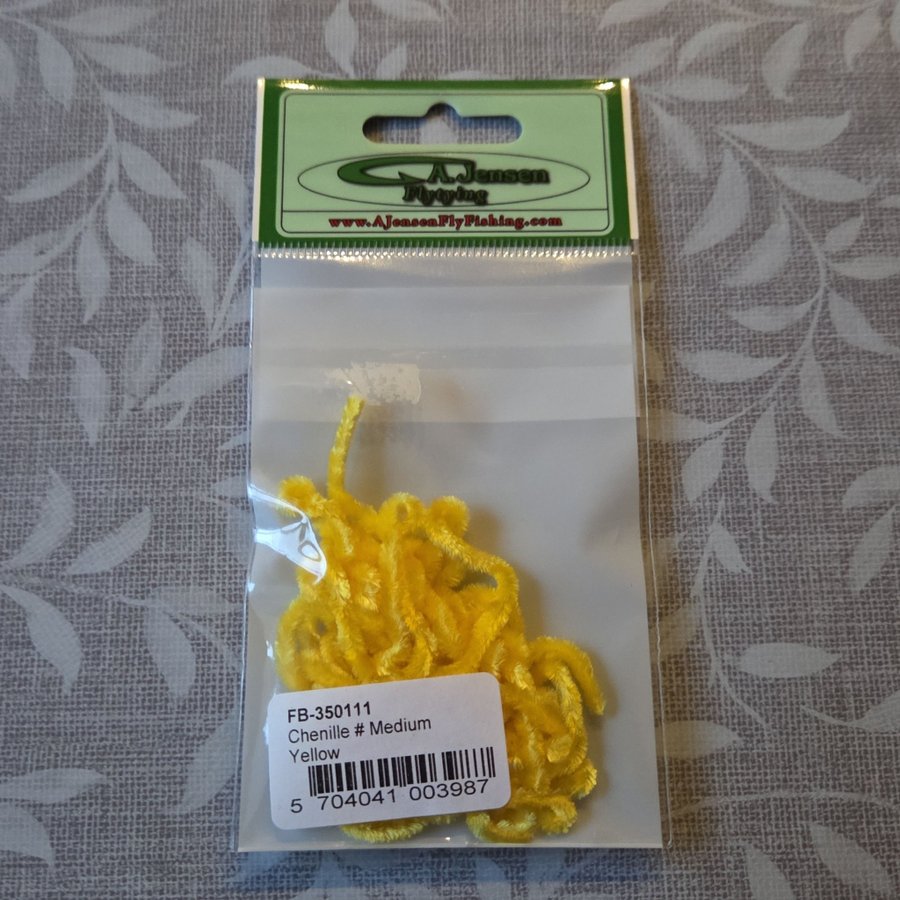 A. Jensen
Flytying
www.AJensenFlyFishing.com
FB-350111
Chenille # Medium
Yellow
5 704041 003987